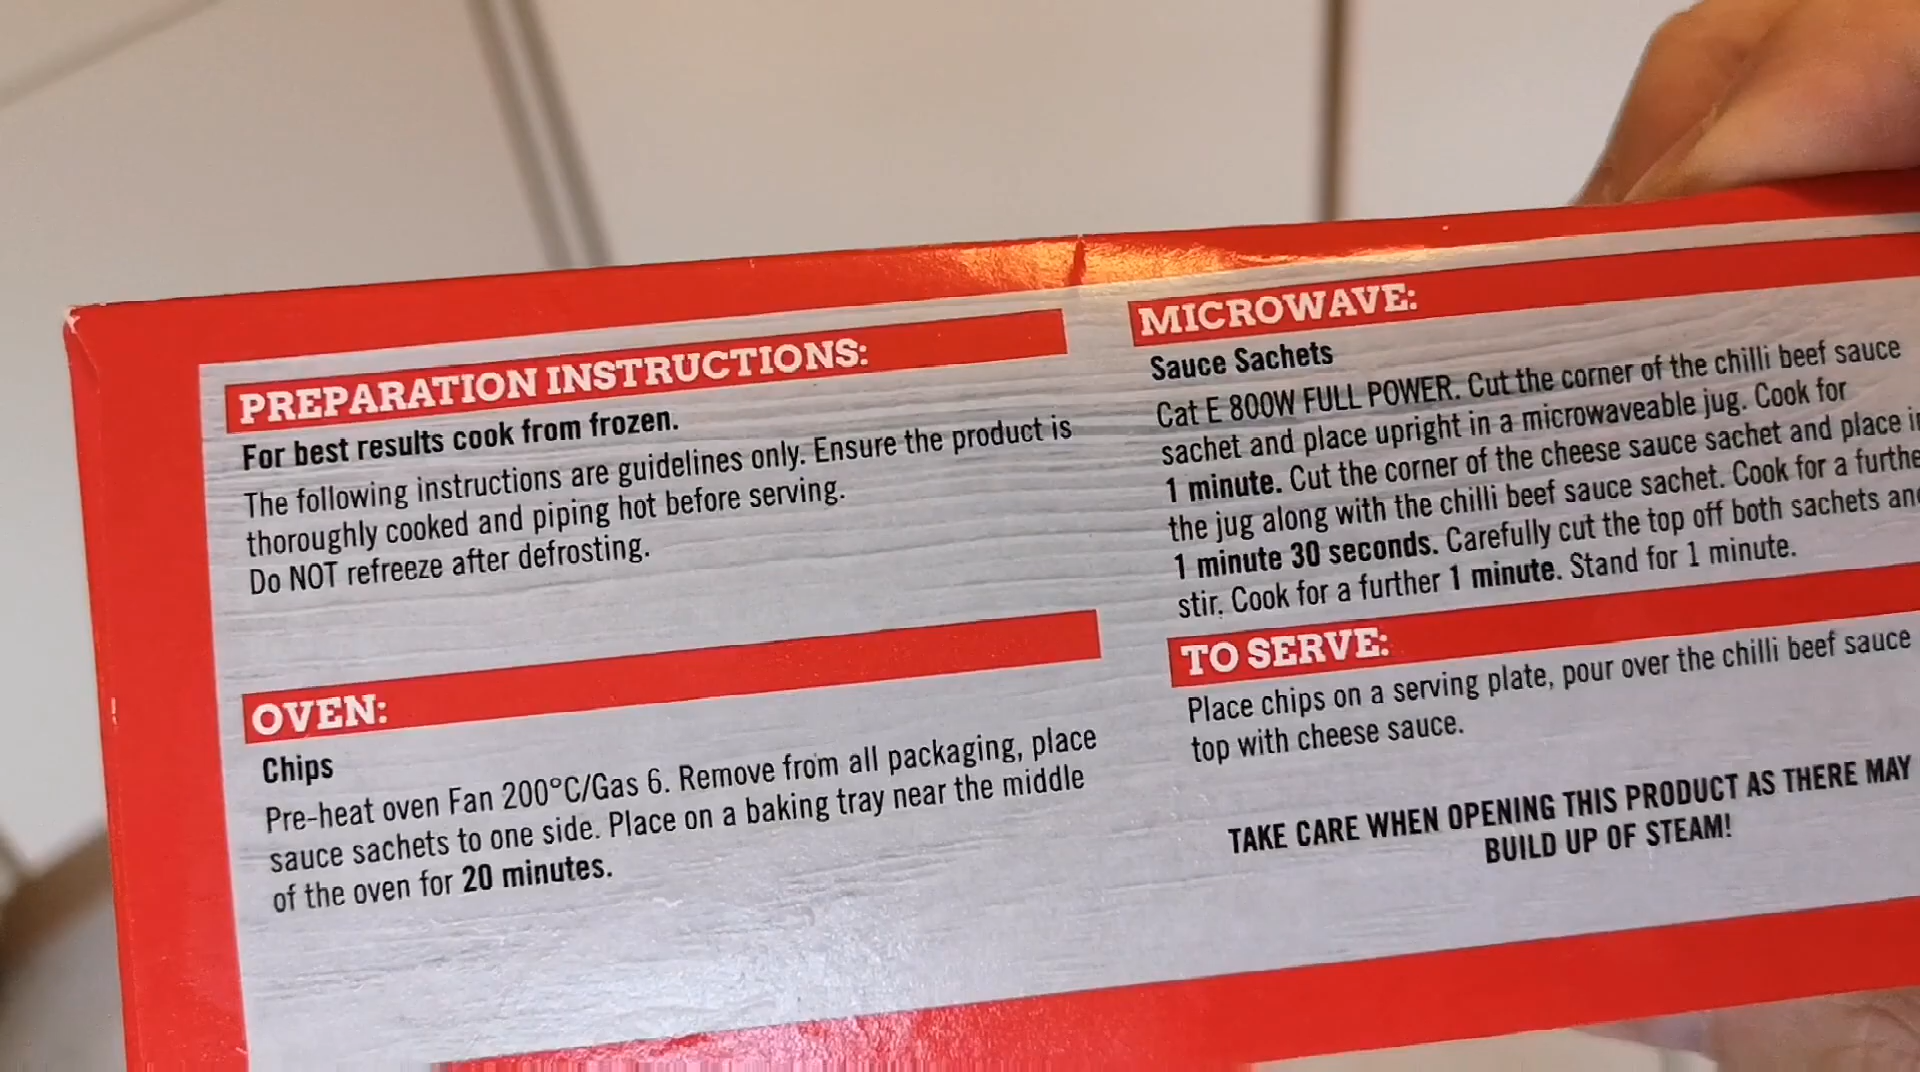 PREPARATION INSTRUCTIONS:
For best results cook from frozen.
The following instructions are guidelines only. Ensure the product is
thoroughly cooked and piping hot before serving.
Do NOT refreeze after defrosting.
OVEN:
Chips
Pre-heat oven Fan 200°C/Gas 6. Remove from all packaging, place
sauce sachets to one side. Place on a baking tray near the middle
of the oven for 20 minutes.
MICROWAVE:
Sauce Sachets
Cat E 800W FULL POWER. Cut the corner of the chilli beef sauce
sachet and place upright in a microwaveable jug. Cook for
1 minute. Cut the corner of the cheese sauce sachet and place
the jug along with the chilli beef sauce sachet. Cook for a
1 minute 30 seconds. Carefully cut the top off both sachets
stir. Cook for a further 1 minute. Stand for 1 minute.
TO SERVE:
Place chips on a serving plate, pour over the chilli beef sauce
top with cheese sauce.
TAKE CARE WHEN OPENING THIS PRODUCT AS THERE MAY
BUILD UP OF STEAM!